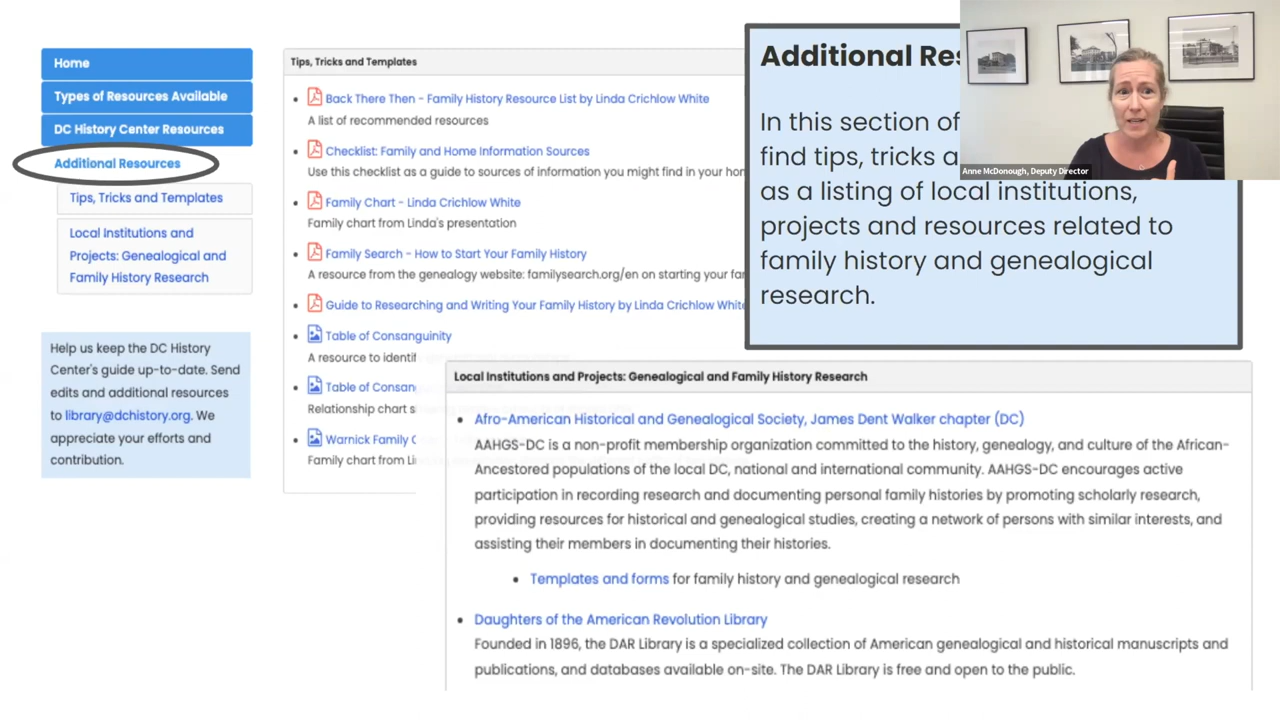 Home
Types of Resources Available
DC History Center Resources
Additional Resources
Tips, Tricks and Templates
Local Institutions and
Projects: Genealogical and
Family History Research
Help us keep the DC History
Center's guide up-to-date. Send
edits and additional resources
to library@dchistory.org. We
appreciate your efforts and
contribution.
Tips, Tricks and Templates
Back There Then - Family History Resource List by Linda Crichlow White
A list of recommended resources
Checklist: Family and Home Information Sources
Use this checklist as a guide to sources of information you might find in your
Family Chart - Linda Crichlow White
Family chart from Linda's presentation
Family Search - How to Start Your Family History
A resource from the genealogy website: familysearch.org/en on starting your
Guide to Researching and Writing Your Family History by Linda Crichlow
Table of Consanguinity
A resource to
Table of
Relationship chart
Warnick Family
Family chart from
Additional
In this section of
find tips, tricks
as a listing of local institutions,
projects and resources related to
family history and genealogical
research.
Anne McDonough, Deputy Director
Local Institutions and Projects: Genealogical and Family History Research
Afro-American Historical and Genealogical Society, James Dent Walker chapter (DC)
AAHGS-DC is a non-profit membership organization committed to the history, genealogy, and culture of the African-
Ancestored populations of the local DC, national and international community. AAHGS-DC encourages active
participation in recording research and documenting personal family histories by promoting scholarly research,
providing resources for historical and genealogical studies, creating a network of persons with similar interests, and
assisting their members in documenting their histories.
Templates and forms for family history and genealogical research
Daughters of the American Revolution Library
Founded in 1896, the DAR Library is a specialized collection of American genealogical and historical manuscripts and
publications, and databases available on-site. The DAR Library is free and open to the public.